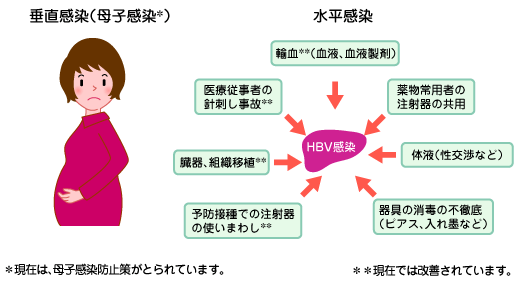 垂直感染(母子感染*)
水平感染
輸血**(血液、血液製剤)
医療従事者の
針刺し事故**
薬物常用者の
注射器の共用
HBV感染
臓器、組織移植**
体液(性交渉など)
予防接種での注射器
の使いまわし**
器具の消毒の不徹底
(ピアス、入れ墨など)
*現在は、母子感染防止策がとられています。
**現在では改善されています。